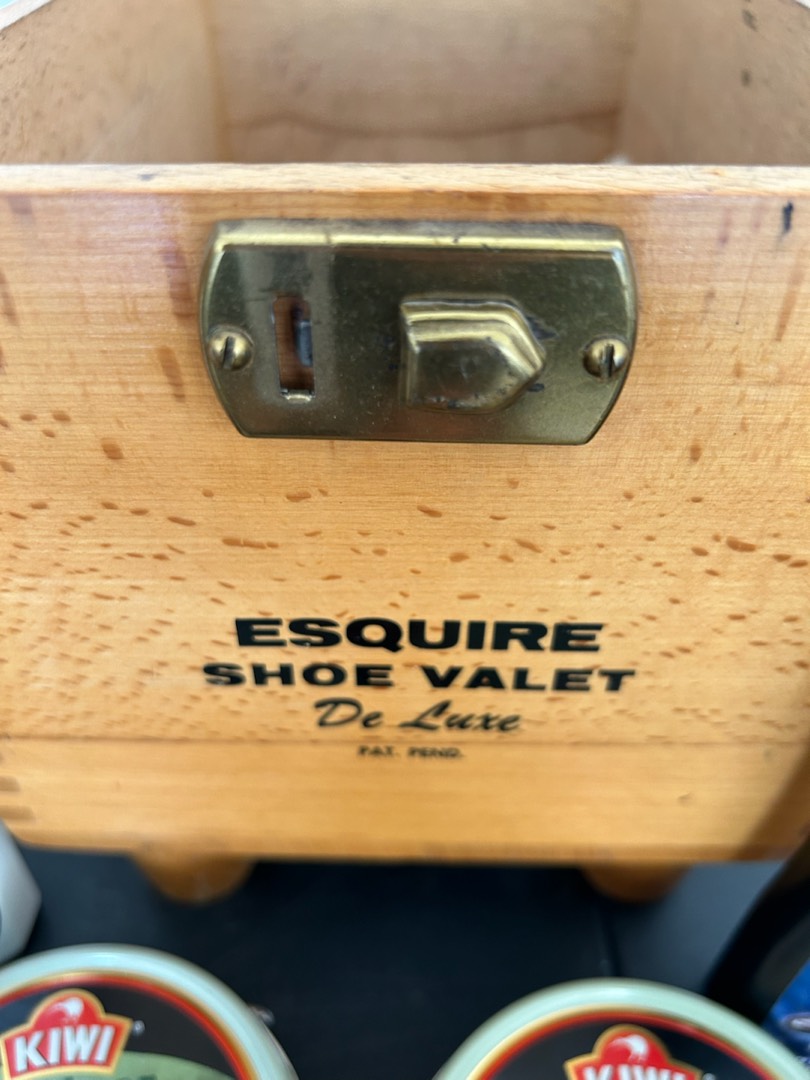 ESQUIRE
SHOE VALET
De Luxe
PAT. PEND.
KIWI
KIWI